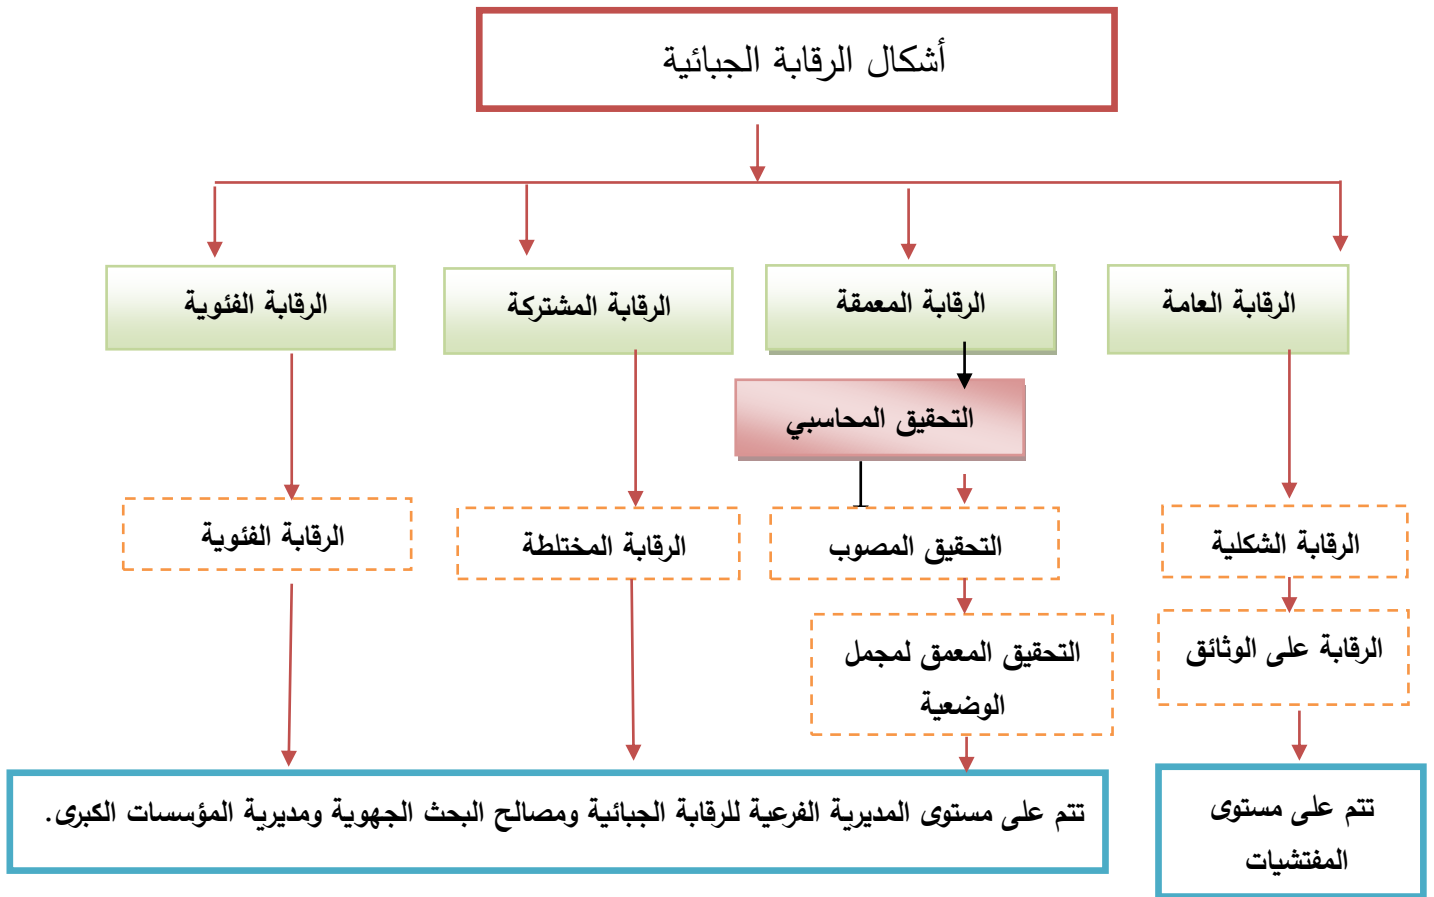 أشكال الرقابة الجبائية
الرقابة العامة
الرقابة المعمقة
الرقابة المشتركة
الرقابة الفئوية
التحقيق المحاسبي
الرقابة الشكلية
التحقيق المصوب
الرقابة المختلطة
الرقابة الفئوية
الرقابة على الوثائق
التحقيق المعمق لمجمل
الوضعية
تتم على مستوى
المفتشيات
تتم على مستوى المديرية الفرعية للرقابة الجبائية ومصالح البحث الجهوية ومديرية المؤسسات الكبرى.